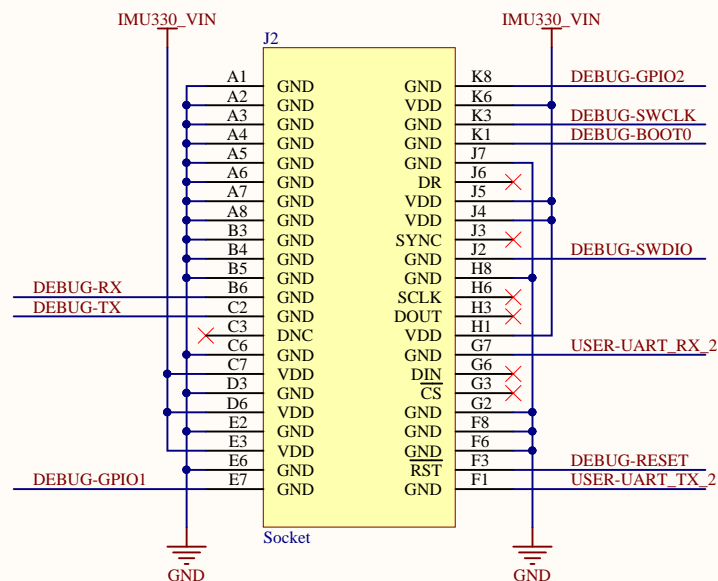 IMU330_VIN IMU330_VIN
J2
A1 GND GND K8 DEBUG-GPIO2
A2 GND VDD K6
A3 GND GND K3 DEBUG-SWCLK
A4 GND GND K1 DEBUG-BOOT0
A5 GND GND J7
A6 GND DR J6
A7 GND VDD J5
A8 GND VDD J4
B3 GND SYNC J3
B4 GND GND J2 DEBUG-SWDIO
B5 GND GND H8
DEBUG-RX B6 GND SCLK H6
DEBUG-TX C2 GND DOUT H3
C3 DNC VDD H1
C6 GND GND G7 USER-UART_RX_2
C7 VDD DIN G6
D3 GND CS G3
D6 VDD GND G2
E2 GND GND F8
E3 VDD GND F6
E6 GND RST F3 DEBUG-RESET
DEBUG-GPIO1 E7 GND GND F1 USER-UART_TX_2
Socket
GND GND